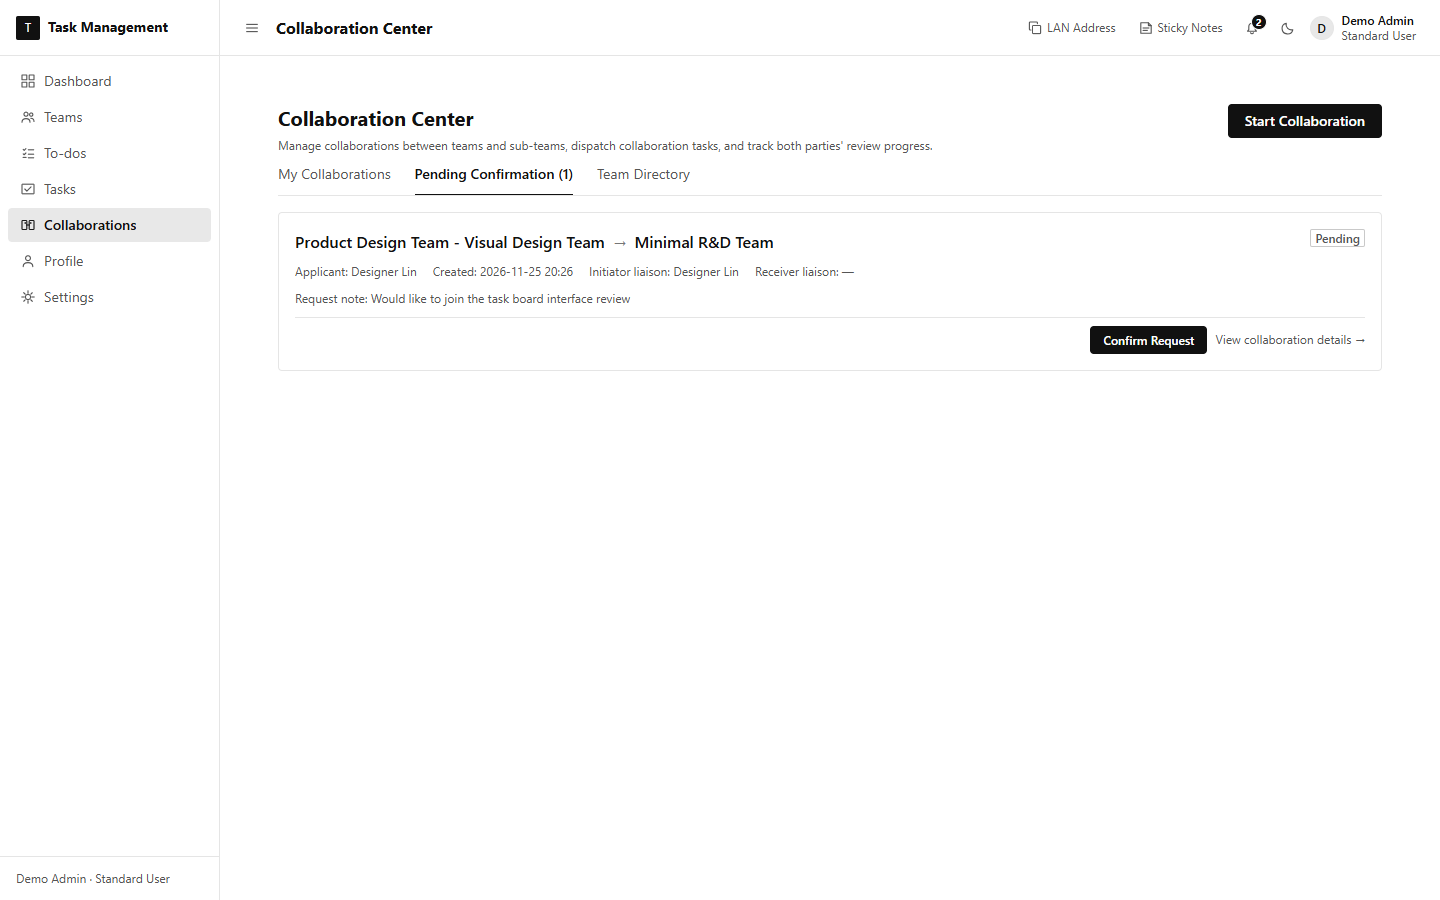 T Task Management
Collaboration Center
LAN Address
Sticky Notes
2
D
Demo Admin
Standard User
Dashboard
Teams
To-dos
Tasks
Collaborations
Profile
Settings
Collaboration Center
Start Collaboration
Manage collaborations between teams and sub-teams, dispatch collaboration tasks, and track both parties' review progress.
My Collaborations Pending Confirmation (1) Team Directory
Product Design Team - Visual Design Team → Minimal R&D Team
Pending
Applicant: Designer Lin Created: 2026-11-25 20:26 Initiator liaison: Designer Lin Receiver liaison: —
Request note: Would like to join the task board interface review
Confirm Request View collaboration details →
Demo Admin · Standard User